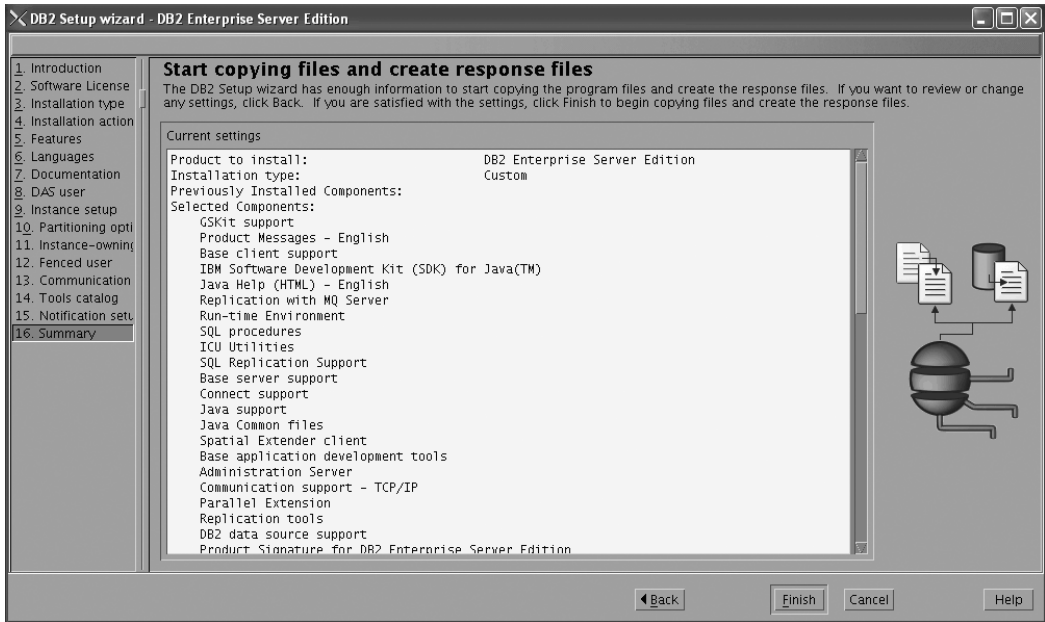 DB2 Setup wizard - DB2 Enterprise Server Edition
1. Introduction
2. Software License
3. Installation type
4. Installation action
5. Features
6. Languages
7. Documentation
8. DAS user
9. Instance setup
10. Partitioning opti
11. Instance-owning
12. Fenced user
13. Communication
14. Tools catalog
15. Notification setu
16. Summary
Start copying files and create response files
The DB2 Setup wizard has enough information to start copying the program files and create the response files. If you want to review or change
any settings, click Back. If you are satisfied with the settings, click Finish to begin copying files and create the response files.
Current settings
Product to install: DB2 Enterprise Server Edition
Installation type: Custom
Previously Installed Components:
Selected Components:
GSKit support
Product Messages - English
Base client support
IBM Software Development Kit (SDK) for Java(TM)
Java Help (HTML) - English
Replication with MQ Server
Run-time Environment
SQL procedures
ICU Utilities
SQL Replication Support
Base server support
Connect support
Java support
Java Common files
Spatial Extender client
Base application development tools
Administration Server
Communication support - TCP/IP
Parallel Extension
Replication tools
DB2 data source support
Product Signature for DB2 Enterprise Server Edition
Back Finish Cancel Help